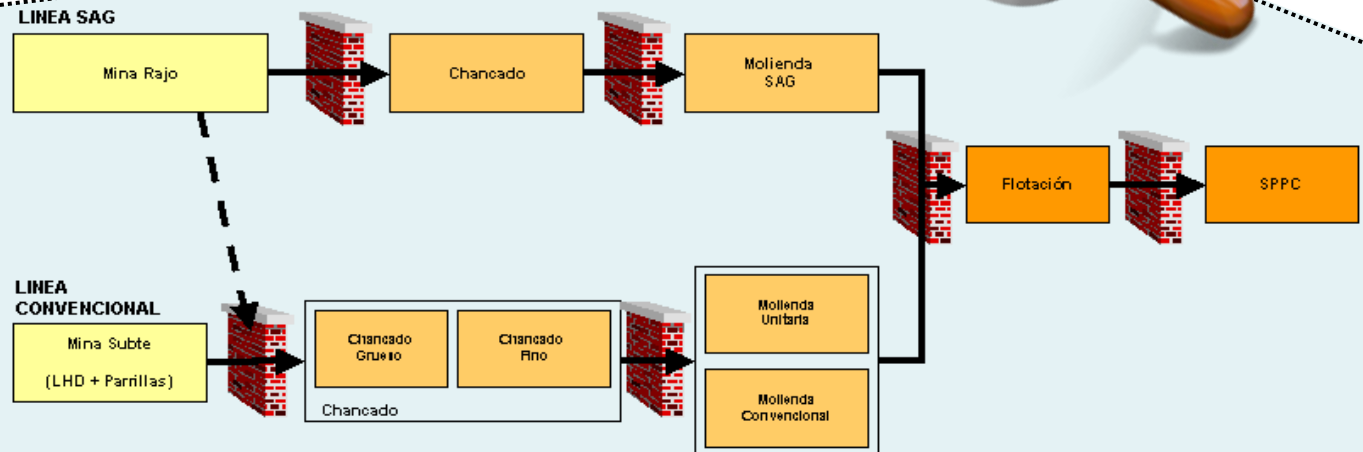 LINEA SAG
Mina Rajo
Chancado
Molienda
SAG
Flotación
SPPC
LINEA
CONVENCIONAL
Mina Subte
(LHD + Parrillas)
Chancado
Grueso
Chancado
Fino
Chancado
Molienda
Unitaria
Molienda
Convencional